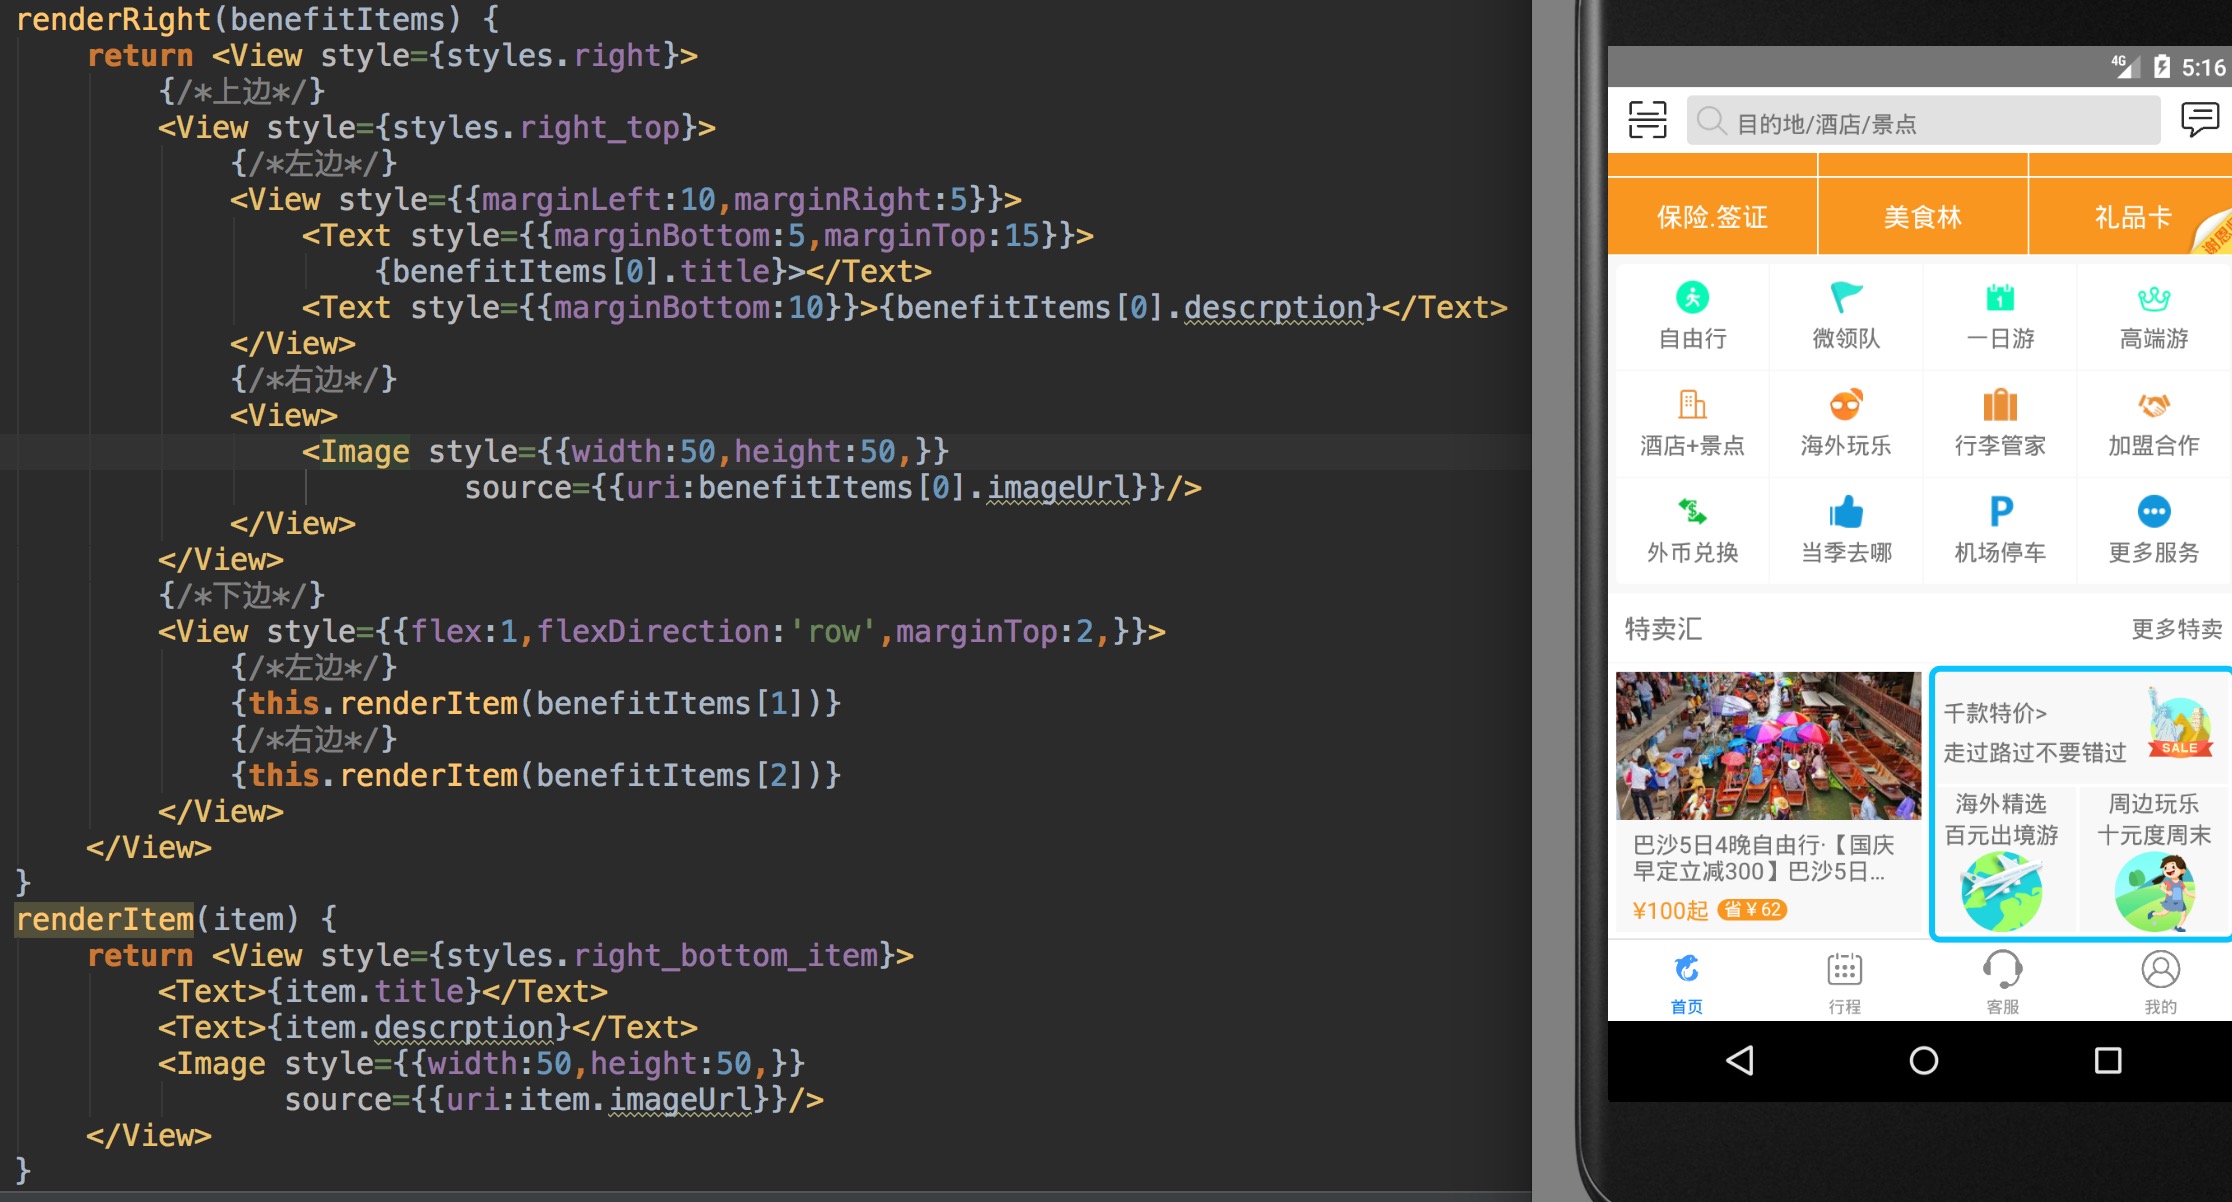 renderRight(benefitItems) {
return <View style={styles.right}>
{/*上边*/}
<View style={styles.right_top}>
{/*左边*/}
<View style={{marginLeft:10,marginRight:5}}>
<Text style={{marginBottom:5,marginTop:15}}>
{benefitItems[0].title}></Text>
<Text style={{marginBottom:10}}>{benefitItems[0].descrption}</Text>
</View>
{/*右边*/}
<View>
<Image style={{width:50,height:50,}}
source={{uri:benefitItems[0].imageUrl}}/>
</View>
</View>
{/*下边*/}
<View style={{flex:1,flexDirection:'row',marginTop:2,}}>
{/*左边*/}
{this.renderItem(benefitItems[1])}
{/*右边*/}
{this.renderItem(benefitItems[2])}
</View>
</View>
}
renderItem(item) {
return <View style={styles.right_bottom_item}>
<Text>{item.title}</Text>
<Text>{item.descrption}</Text>
<Image style={{width:50,height:50,}}
source={{uri:item.imageUrl}}/>
</View>
}
4G 5:16
目的地/酒店/景点
保险.签证 美食林 礼品卡
自由行 微领队 一日游 高端游
酒店+景点 海外玩乐 行李管家 加盟合作
外币兑换 当季去哪 机场停车 更多服务
特卖汇 更多特卖
千款特价>
走过路过不要错过
SALE
海外精选 周边玩乐
百元出境游 十元度周末
巴沙5日4晚自由行·【国庆
早定立减300】巴沙5日...
¥100起 省¥62
首页 行程 客服 我的